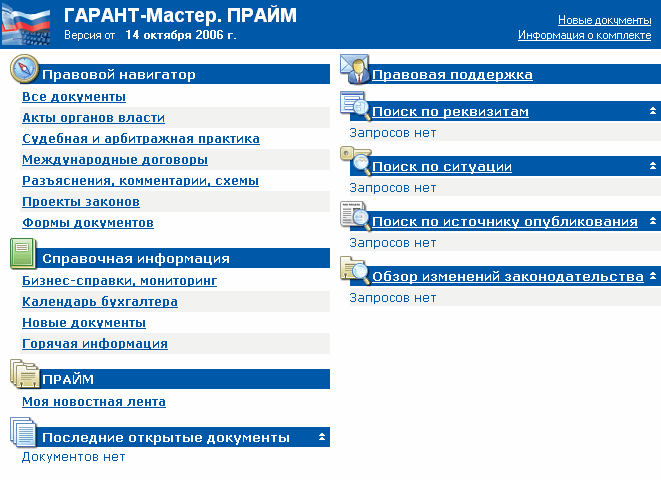 ГАРАНТ-Мастер. ПРАЙМ
Версия от 14 октября 2006 г.
Новые документы
Информация о комплекте
Правовой навигатор
Все документы
Акты органов власти
Судебная и арбитражная практика
Международные договоры
Разъяснения, комментарии, схемы
Проекты законов
Формы документов
Справочная информация
Бизнес-справки, мониторинг
Календарь бухгалтера
Новые документы
Горячая информация
ПРАЙМ
Моя новостная лента
Последние открытые документы
Документов нет
Правовая поддержка
Поиск по реквизитам
Запросов нет
Поиск по ситуации
Запросов нет
Поиск по источнику опубликования
Запросов нет
Обзор изменений законодательства
Запросов нет